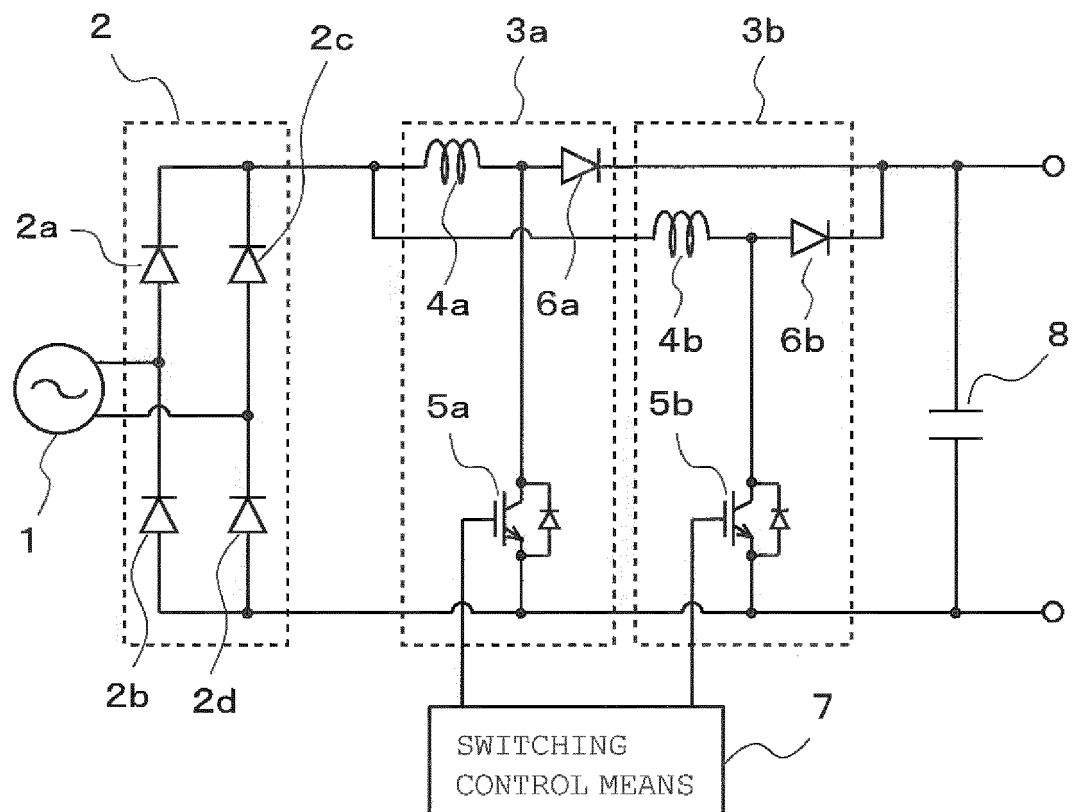 2
2c
3a
3b
2a
4a
6a
4b
6b
8
5a
5b
1
2b
2d
7
SWITCHING
CONTROL MEANS